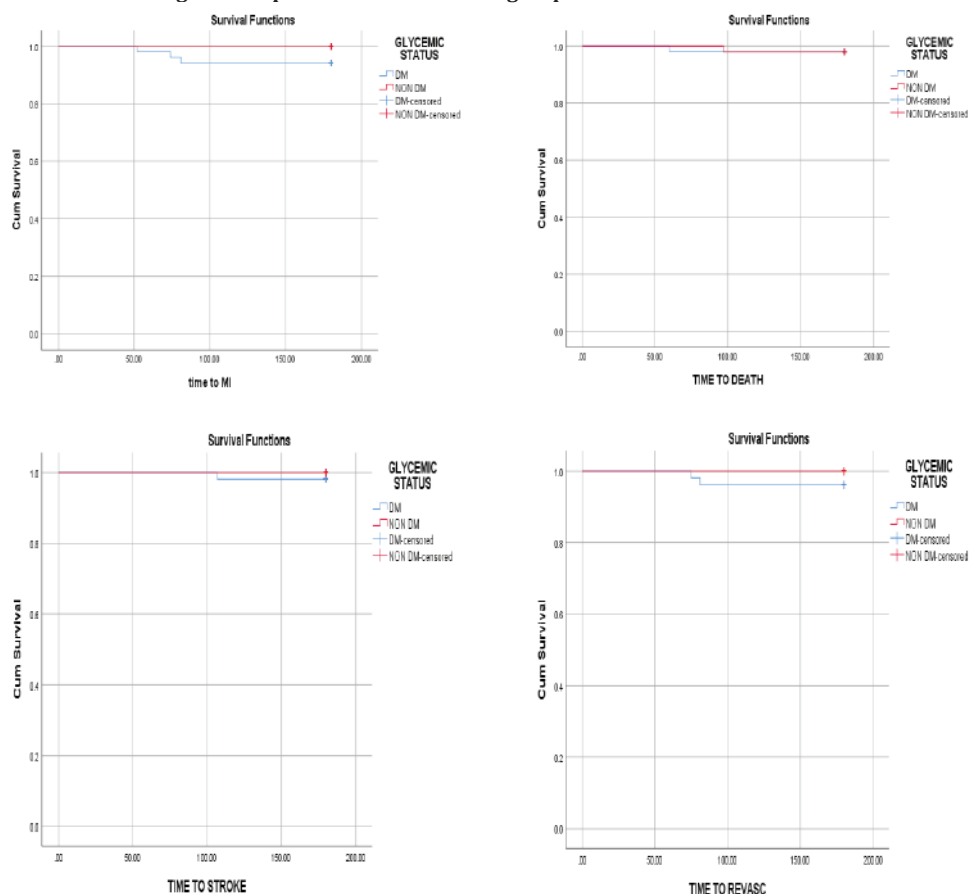 Survival Functions
GLYCEMIC
STATUS
DM
NON DM
DM-censored
NON DM-censored
Cum Survival
1.0
0.8
0.6
0.4
0.2
0.0
.00 50.00 100.00 150.00 200.00
time to MI
Survival Functions
GLYCEMIC
STATUS
DM
NON DM
DM-censored
NON DM-censored
Cum Survival
1.0
0.8
0.6
0.4
0.2
0.0
.00 50.00 100.00 150.00 200.00
TIME TO DEATH
Survival Functions
GLYCEMIC
STATUS
DM
NON DM
DM-censored
NON DM-censored
Cum Survival
1.0
0.8
0.6
0.4
0.2
0.0
.00 50.00 100.00 150.00 200.00
TIME TO STROKE
Survival Functions
GLYCEMIC
STATUS
DM
NON DM
DM-censored
NON DM-censored
Cum Survival
1.0
0.8
0.6
0.4
0.2
0.0
.00 50.00 100.00 150.00 200.00
TIME TO REVASC